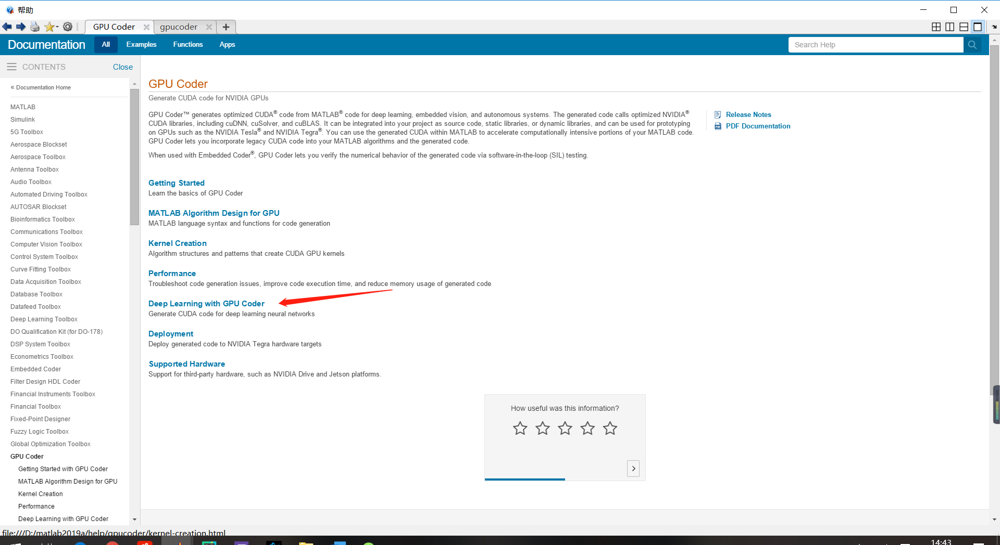 帮助
GPU Coder
gpucoder
Documentation
All
Examples
Functions
Apps
Search Help
CONTENTS
Close
« Documentation Home
MATLAB
Simulink
5G Toolbox
Aerospace Blockset
Aerospace Toolbox
Antenna Toolbox
Audio Toolbox
Automated Driving Toolbox
AUTOSAR Blockset
Bioinformatics Toolbox
Communications Toolbox
Computer Vision Toolbox
Control System Toolbox
Curve Fitting Toolbox
Data Acquisition Toolbox
Database Toolbox
Datafeed Toolbox
Deep Learning Toolbox
DO Qualification Kit (for DO-178)
DSP System Toolbox
Econometrics Toolbox
Embedded Coder
Filter Design HDL Coder
Financial Instruments Toolbox
Financial Toolbox
Fixed-Point Designer
Fuzzy Logic Toolbox
Global Optimization Toolbox
GPU Coder
Getting Started with GPU Coder
MATLAB Algorithm Design for GPU
Kernel Creation
Performance
Deep Learning with GPU Coder
GPU Coder
Generate CUDA code for NVIDIA GPUs
GPU Coder™ generates optimized CUDA® code from MATLAB® code for deep learning, embedded vision, and autonomous systems. The generated code calls optimized NVIDIA®
CUDA libraries, including cuDNN, cuSolver, and cuBLAS. It can be integrated into your project as source code, static libraries, or dynamic libraries, and can be used for prototyping
on GPUs such as the NVIDIA Tesla® and NVIDIA Tegra®. You can use the generated CUDA within MATLAB to accelerate computationally intensive portions of your MATLAB code.
GPU Coder lets you incorporate legacy CUDA code into your MATLAB algorithms and the generated code.
When used with Embedded Coder®, GPU Coder lets you verify the numerical behavior of the generated code via software-in-the-loop (SIL) testing.
Release Notes
PDF Documentation
Getting Started
Learn the basics of GPU Coder
MATLAB Algorithm Design for GPU
MATLAB language syntax and functions for code generation
Kernel Creation
Algorithm structures and patterns that create CUDA GPU kernels
Performance
Troubleshoot code generation issues, improve code execution time, and reduce memory usage of generated code
Deep Learning with GPU Coder
Generate CUDA code for deep learning neural networks
Deployment
Deploy generated code to NVIDIA Tegra hardware targets
Supported Hardware
Support for third-party hardware, such as NVIDIA Drive and Jetson platforms.
How useful was this information?
file:///D:/matlab2019a/help/gpucoder/kernel-creation.html
14:43